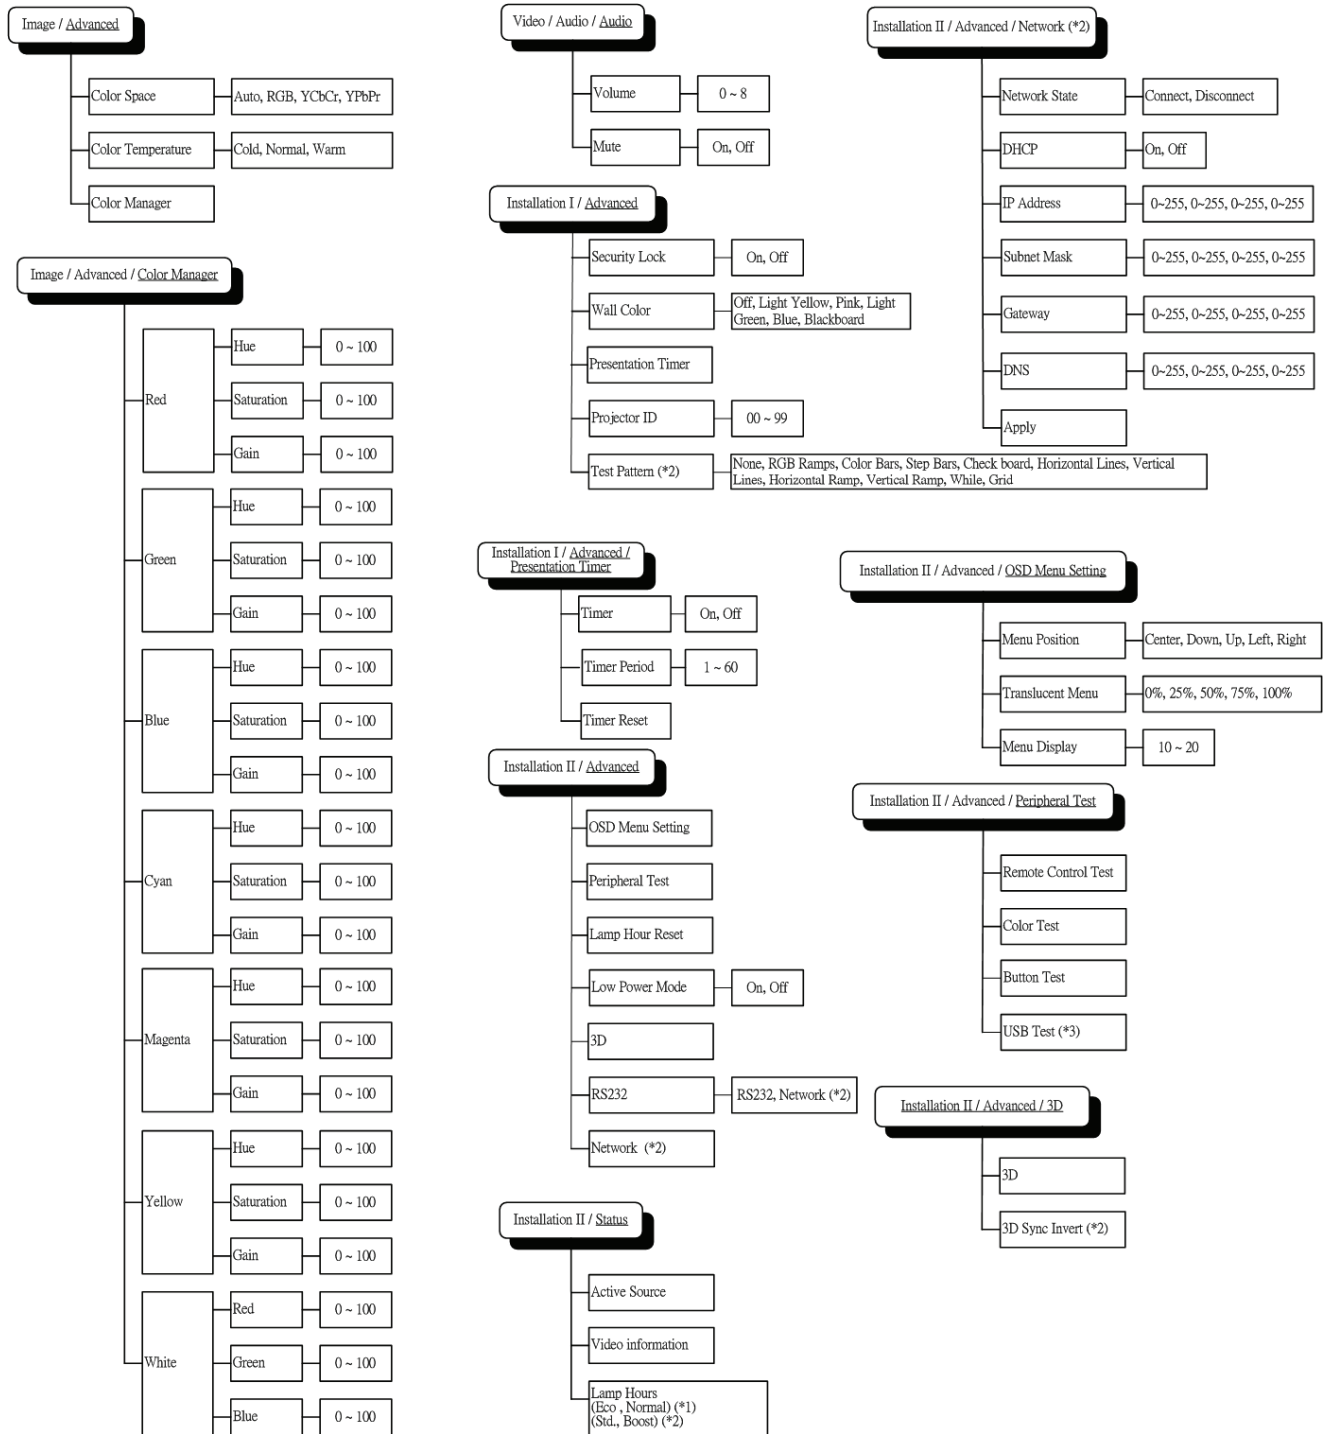 Image / Advanced
Color Space
Auto, RGB, YCbCr, YPbPr
Color Temperature
Cold, Normal, Warm
Color Manager
Image / Advanced / Color Manager
Red
Hue
0 ~ 100
Saturation
0 ~ 100
Gain
0 ~ 100
Green
Hue
0 ~ 100
Saturation
0 ~ 100
Gain
0 ~ 100
Blue
Hue
0 ~ 100
Saturation
0 ~ 100
Gain
0 ~ 100
Cyan
Hue
0 ~ 100
Saturation
0 ~ 100
Gain
0 ~ 100
Magenta
Hue
0 ~ 100
Saturation
0 ~ 100
Gain
0 ~ 100
Yellow
Hue
0 ~ 100
Saturation
0 ~ 100
Gain
0 ~ 100
White
Red
0 ~ 100
Green
0 ~ 100
Blue
0 ~ 100
Video / Audio / Audio
Volume
0 ~ 8
Mute
On, Off
Installation I / Advanced
Security Lock
On, Off
Wall Color
Off, Light Yellow, Pink, Light
Green, Blue, Blackboard
Presentation Timer
Projector ID
00 ~ 99
Test Pattern (*2)
None, RGB Ramps, Color Bars, Step Bars, Check board, Horizontal Lines, Vertical
Lines, Horizontal Ramp, Vertical Ramp, While, Grid
Installation I / Advanced /
Presentation Timer
Timer
On, Off
Timer Period
1 ~ 60
Timer Reset
Installation II / Advanced
OSD Menu Setting
Peripheral Test
Lamp Hour Reset
Low Power Mode
On, Off
3D
RS232
RS232, Network (*2)
Network (*2)
Installation II / Status
Active Source
Video information
Lamp Hours
(Eco , Normal) (*1)
(Std., Boost) (*2)
Installation II / Advanced / Network (*2)
Network State
Connect, Disconnect
DHCP
On, Off
IP Address
0~255, 0~255, 0~255, 0~255
Subnet Mask
0~255, 0~255, 0~255, 0~255
Gateway
0~255, 0~255, 0~255, 0~255
DNS
0~255, 0~255, 0~255, 0~255
Apply
Installation II / Advanced / OSD Menu Setting
Menu Position
Center, Down, Up, Left, Right
Translucent Menu
0%, 25%, 50%, 75%, 100%
Menu Display
10 ~ 20
Installation II / Advanced / Peripheral Test
Remote Control Test
Color Test
Button Test
USB Test (*3)
Installation II / Advanced / 3D
3D
3D Sync Invert (*2)